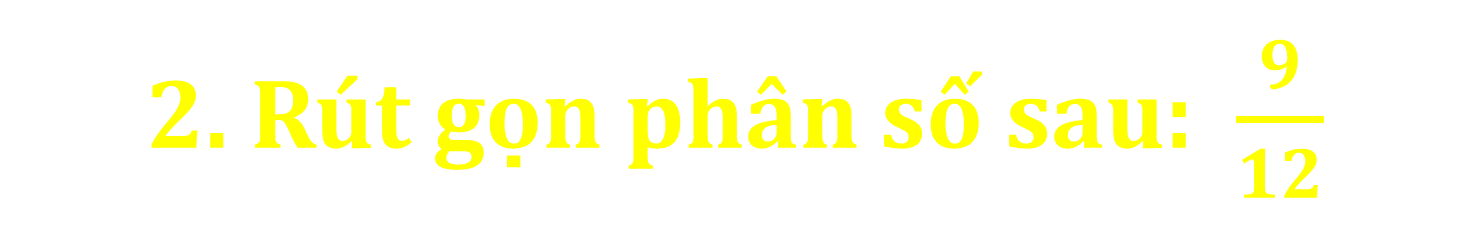 2. Rút gọn phân số sau: 9/12